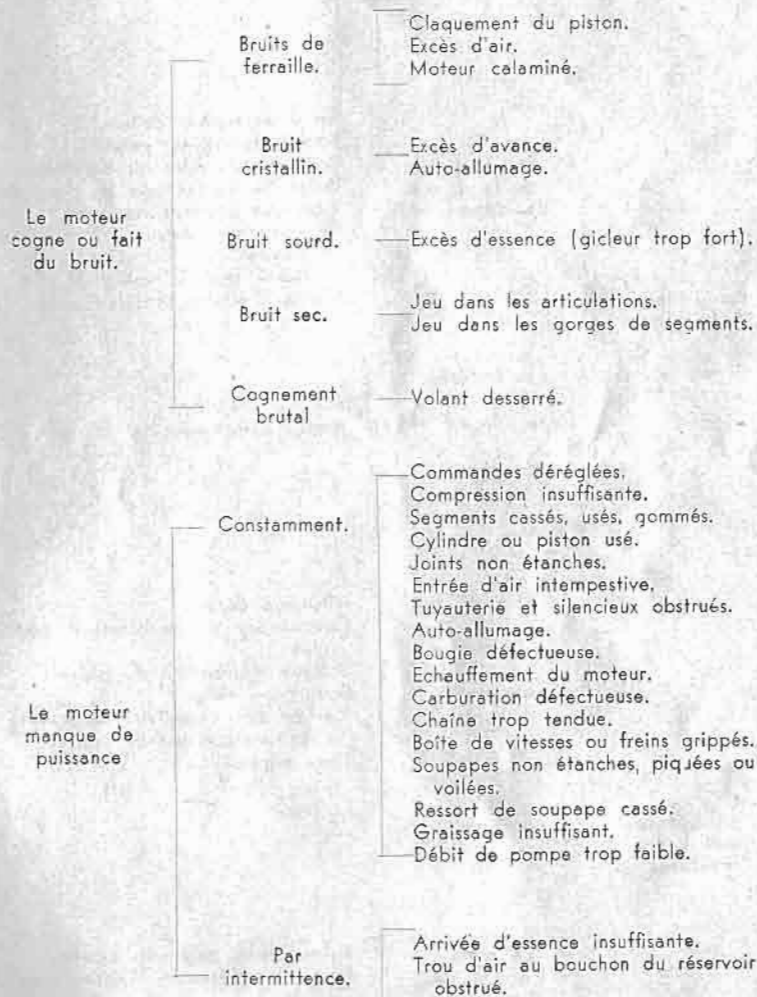 Le moteur
cogne ou fait
du bruit.
Bruits de
ferraille.
Claquement du piston.
Excès d'air.
Moteur calaminé.
Bruit
cristallin.
Excès d'avance.
Auto-allumage.
Bruit sourd.
Excès d'essence (gicleur trop fort).
Bruit sec.
Jeu dans les articulations.
Jeu dans les gorges de segments.
Cognement
brutal
Volant desserré.
Le moteur
manque de
puissance
Constamment.
Commandes déréglées.
Compression insuffisante.
Segments cassés, usés, gommés.
Cylindre ou piston usé.
Joints non étanches.
Entrée d'air intempestive.
Tuyauterie et silencieux obstrués.
Auto-allumage.
Bougie défectueuse.
Echauffement du moteur.
Carburation défectueuse.
Chaîne trop tendue.
Boîte de vitesses ou freins grippés.
Soupapes non étanches, piquées ou
voilées.
Ressort de soupape cassé.
Graissage insuffisant.
Débit de pompe trop faible.
Par
intermittence.
Arrivée d'essence insuffisante.
Trou d'air au bouchon du réservoir
obstrué.